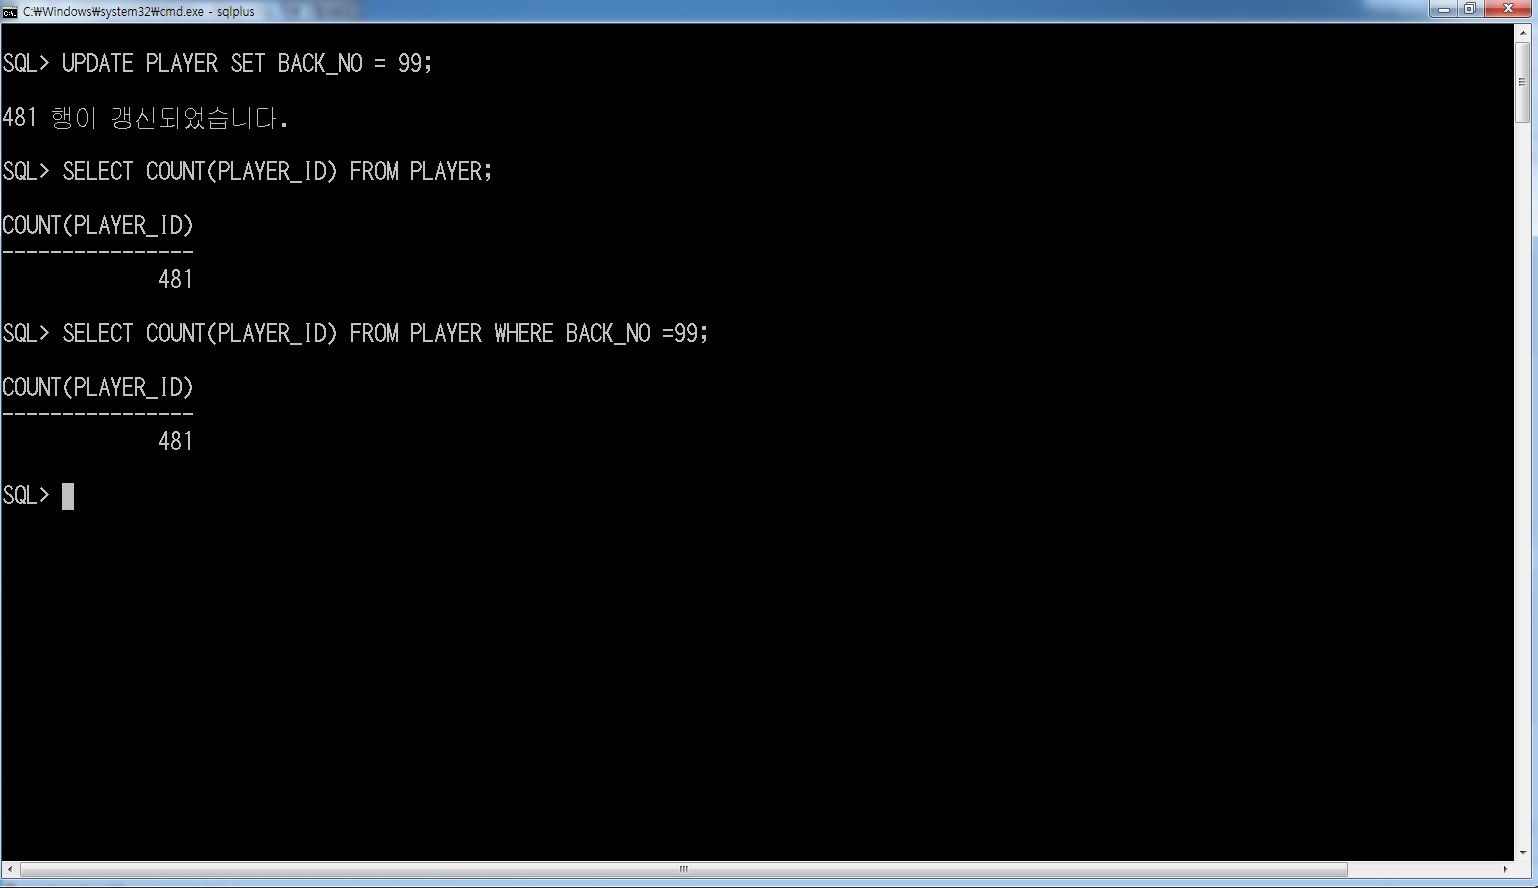 C:₩Windows₩system32₩cmd.exe - sqlplus
SQL> UPDATE PLAYER SET BACK_NO = 99;
481 행이 갱신되었습니다.
SQL> SELECT COUNT(PLAYER_ID) FROM PLAYER;
COUNT(PLAYER_ID)
----------------
481
SQL> SELECT COUNT(PLAYER_ID) FROM PLAYER WHERE BACK_NO =99;
COUNT(PLAYER_ID)
----------------
481
SQL>